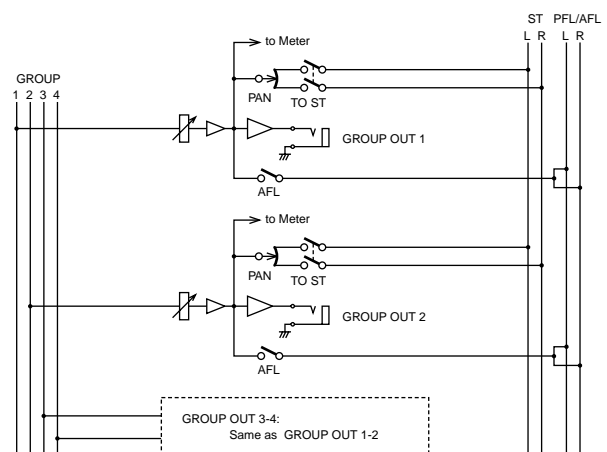 ST PFL/AFL
L R L R
to Meter
GROUP
1 2 3 4
PAN TO ST
GROUP OUT 1
AFL
to Meter
PAN TO ST
GROUP OUT 2
AFL
GROUP OUT 3-4:
Same as GROUP OUT 1-2